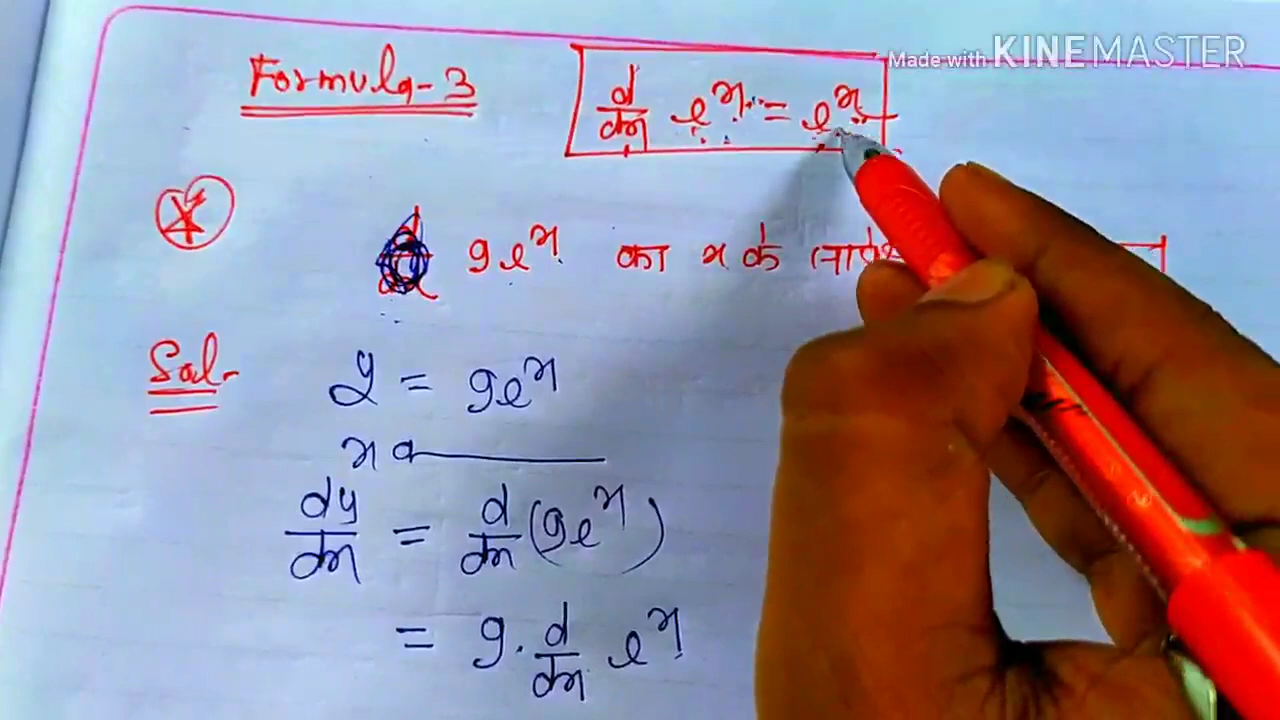 Made with KINEMASTER
Formula-3 d/dx e^x = e^x
9e^x का x के
Sol- y = 9e^x
x
dy/dx = d/dx (9e^x)
= 9. d/dx e^x